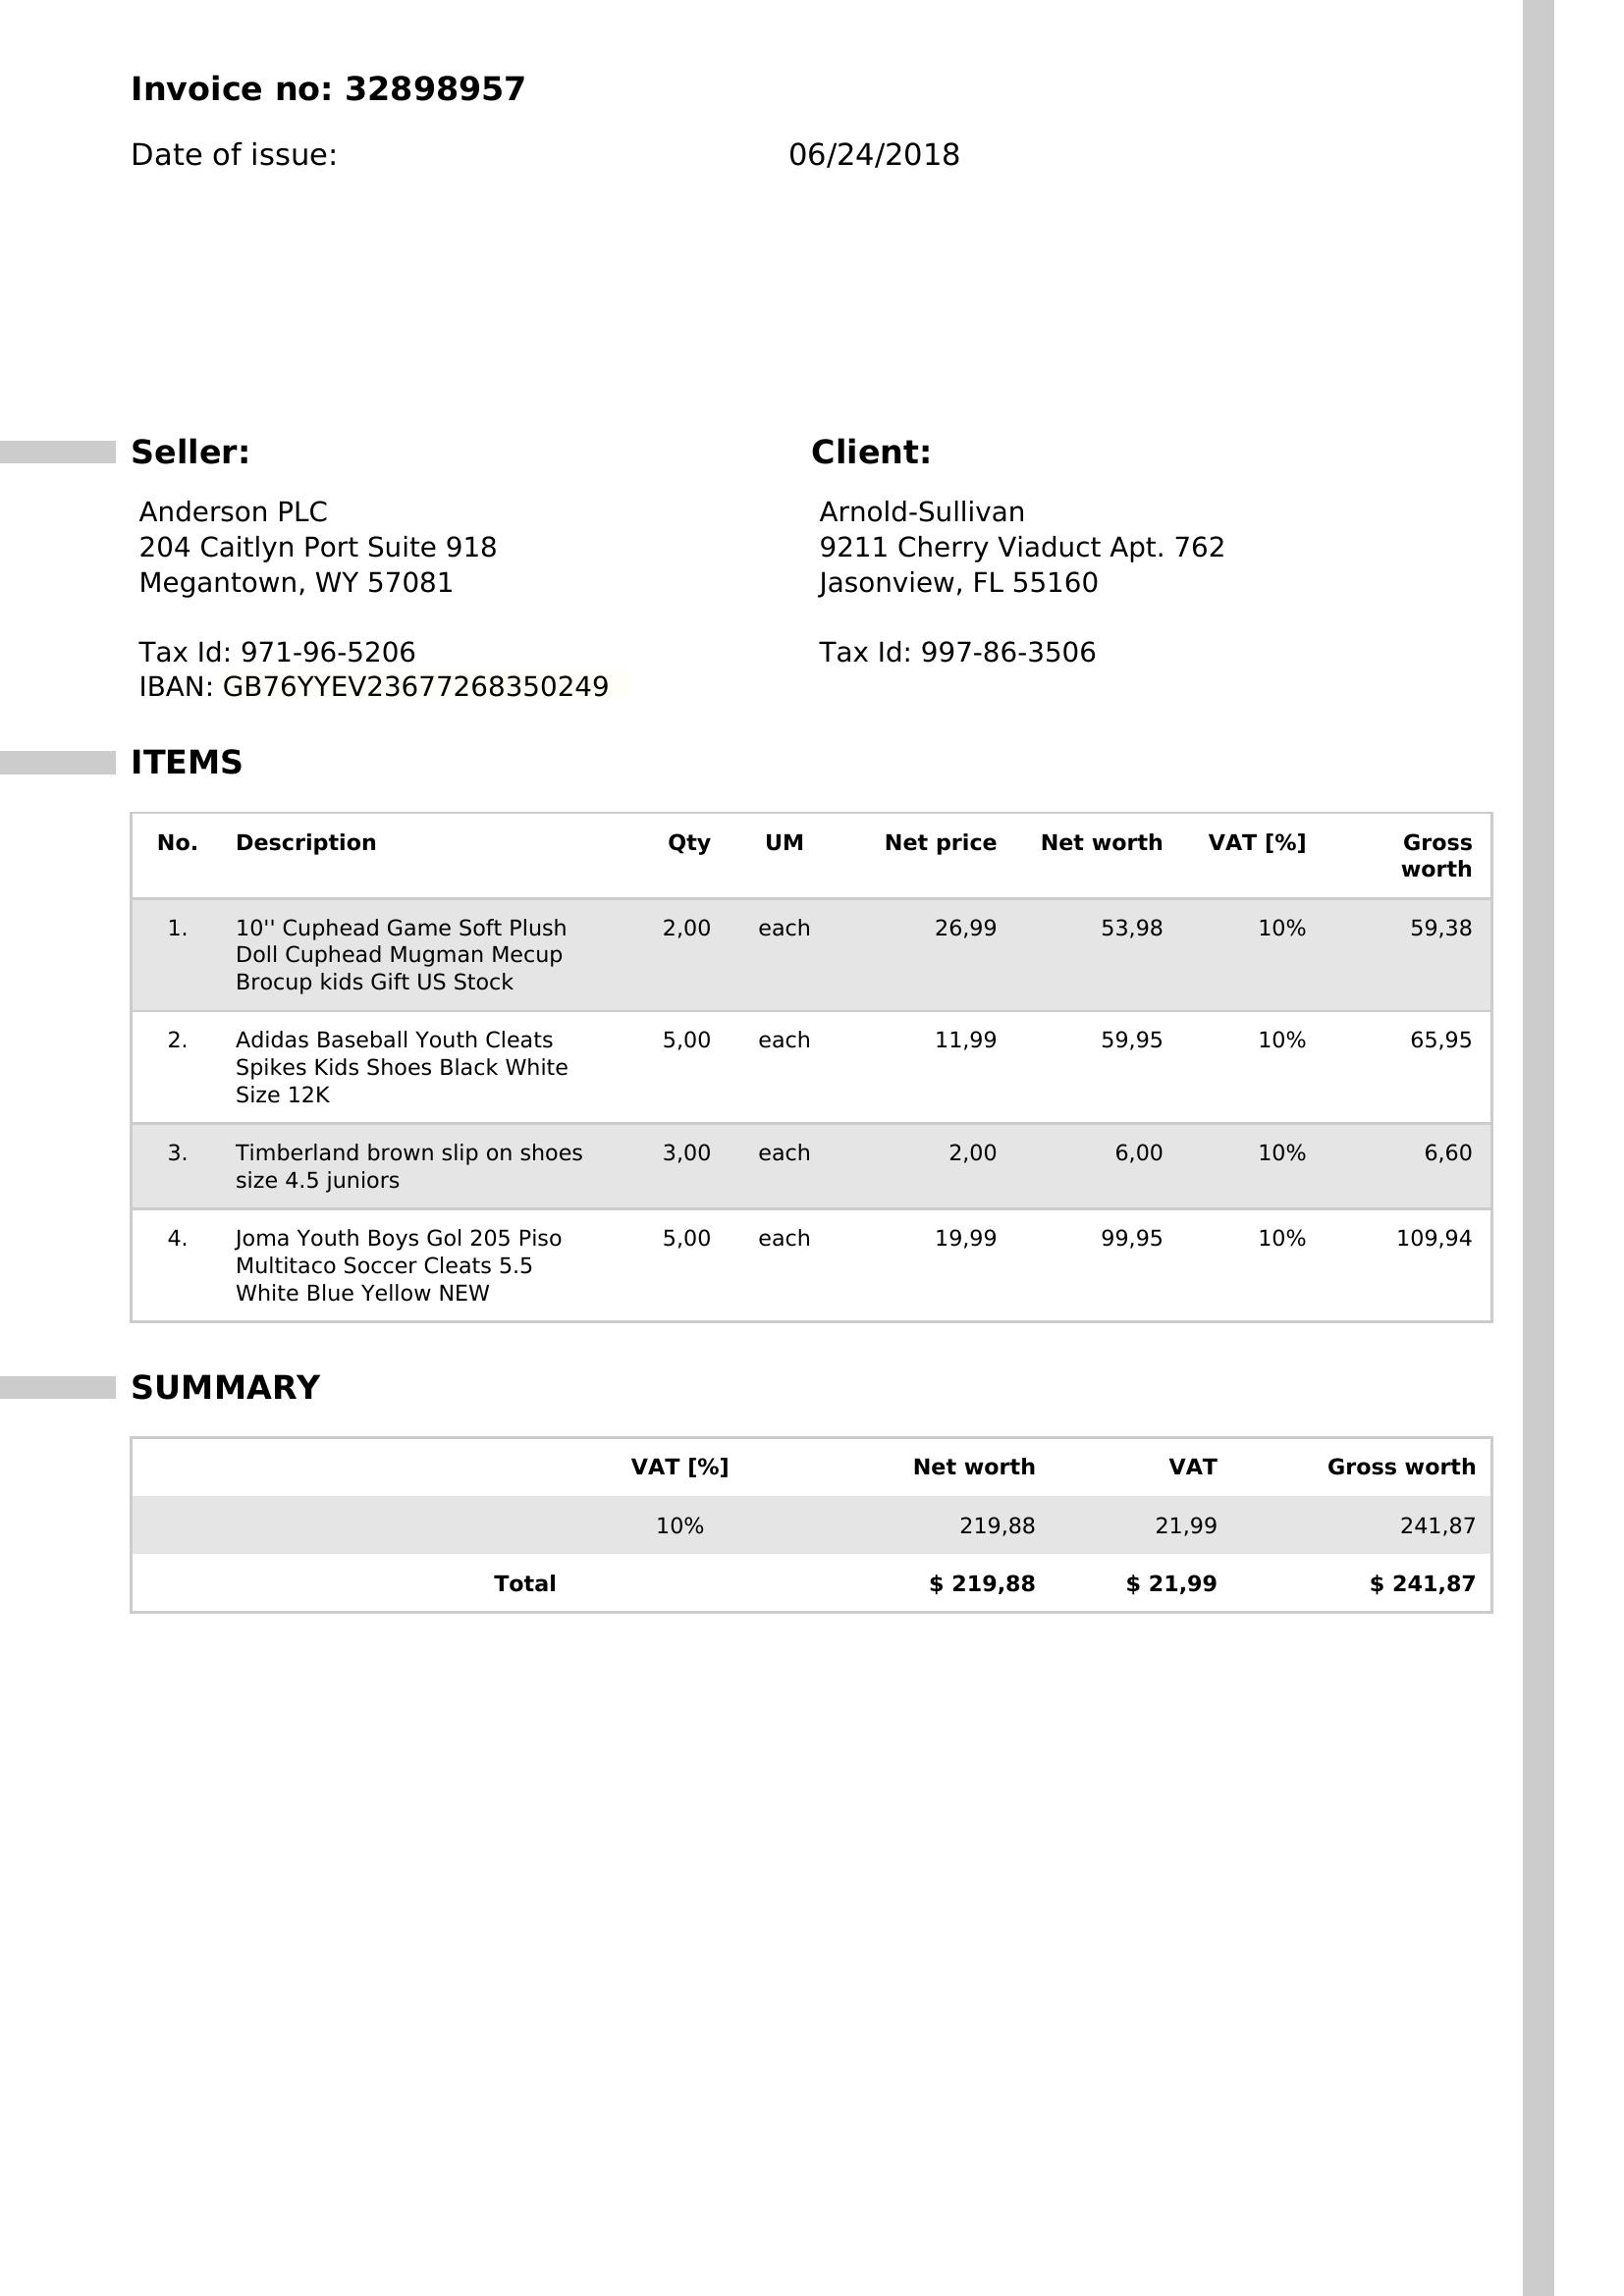 Invoice no: 32898957
Date of issue: 06/24/2018
Seller: Client:
Anderson PLC Arnold-Sullivan
204 Caitlyn Port Suite 918 9211 Cherry Viaduct Apt. 762
Megantown, WY 57081 Jasonview, FL 55160
Tax Id: 971-96-5206 Tax Id: 997-86-3506
IBAN: GB76YYEV23677268350249
ITEMS
No. Description Qty UM Net price Net worth VAT [%] Gross
worth
1. 10'' Cuphead Game Soft Plush 2,00 each 26,99 53,98 10% 59,38
Doll Cuphead Mugman Mecup
Brocup kids Gift US Stock
2. Adidas Baseball Youth Cleats 5,00 each 11,99 59,95 10% 65,95
Spikes Kids Shoes Black White
Size 12K
3. Timberland brown slip on shoes 3,00 each 2,00 6,00 10% 6,60
size 4.5 juniors
4. Joma Youth Boys Gol 205 Piso 5,00 each 19,99 99,95 10% 109,94
Multitaco Soccer Cleats 5.5
White Blue Yellow NEW
SUMMARY
VAT [%] Net worth VAT Gross worth
10% 219,88 21,99 241,87
Total $ 219,88 $ 21,99 $ 241,87